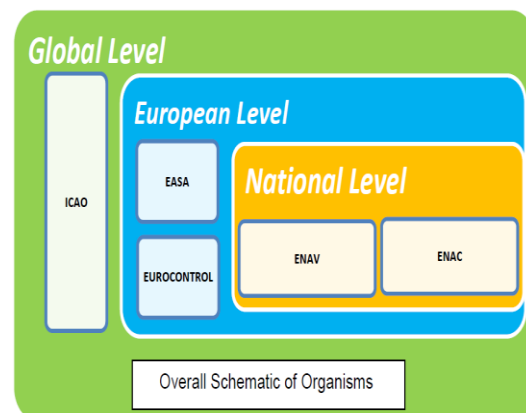 Global Level
European Level
EASA
National Level
ICAO
ENAV
ENAC
EUROCONTROL
Overall Schematic of Organisms